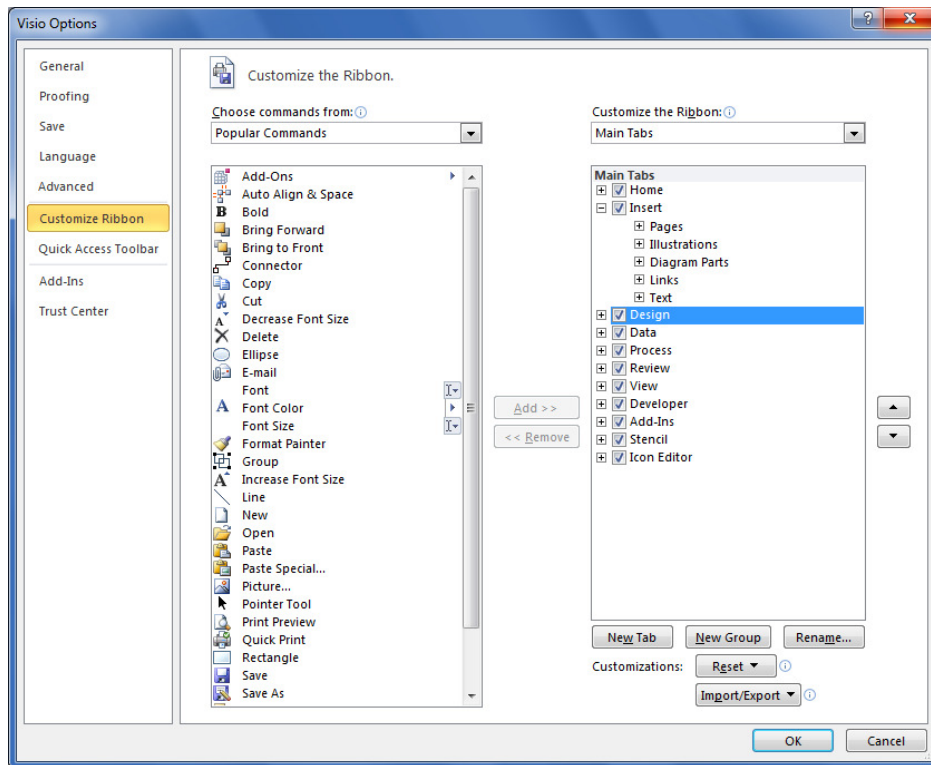 Visio Options
General
Proofing
Save
Language
Advanced
Customize Ribbon
Quick Access Toolbar
Add-Ins
Trust Center
Customize the Ribbon.
Choose commands from:
Popular Commands
Add-Ons
Auto Align & Space
Bold
Bring Forward
Bring to Front
Connector
Copy
Cut
Decrease Font Size
Delete
Ellipse
E-mail
Font
Font Color
Font Size
Format Painter
Group
Increase Font Size
Line
New
Open
Paste
Paste Special...
Picture...
Pointer Tool
Print Preview
Quick Print
Rectangle
Save
Save As
Add >>
<< Remove
Customize the Ribbon:
Main Tabs
Main Tabs
Home
Insert
Pages
Illustrations
Diagram Parts
Links
Text
Design
Data
Process
Review
View
Developer
Add-Ins
Stencil
Icon Editor
New Tab New Group Rename...
Customizations: Reset
Import/Export
OK Cancel